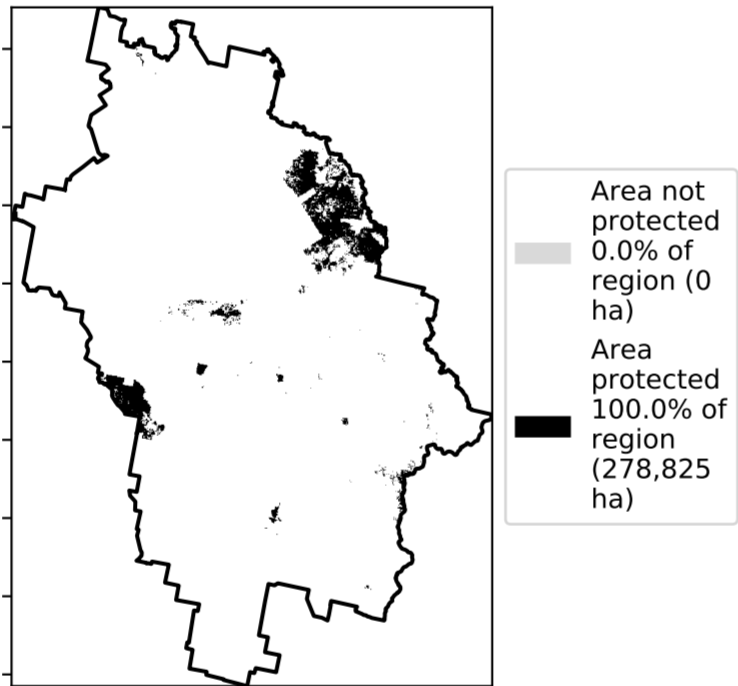 Area not
protected
0.0% of
region (0
ha)
Area
protected
100.0% of
region
(278,825
ha)